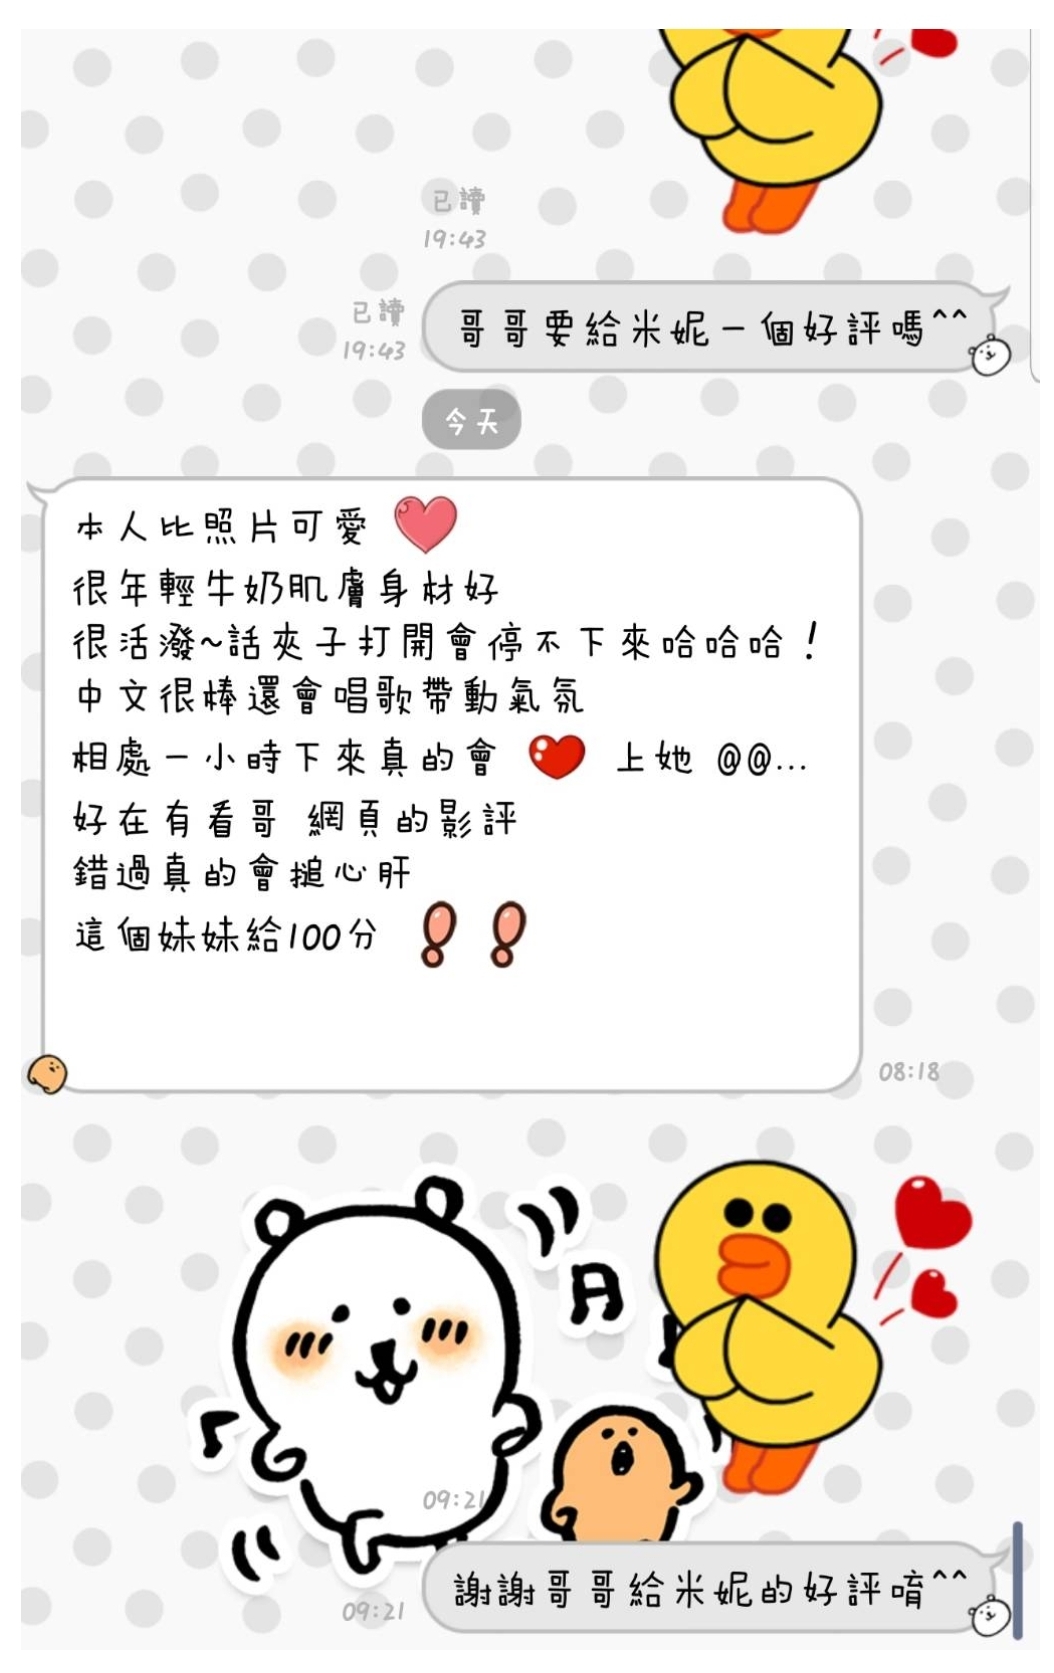 已讀
19:43
已讀
19:43
哥哥要給米妮一個好評嗎^^
今天
本人比照片可愛
很年輕牛奶肌膚身材好
很活潑~話夾子打開會停不下來哈哈哈！
中文很棒還會唱歌帶動氣氛
相處一小時下來真的會 上她 @@...
好在有看哥 網頁的影評
錯過真的會搥心肝
這個妹妹給100分
08:18
09:21
09:21
謝謝哥哥給米妮的好評唷^^